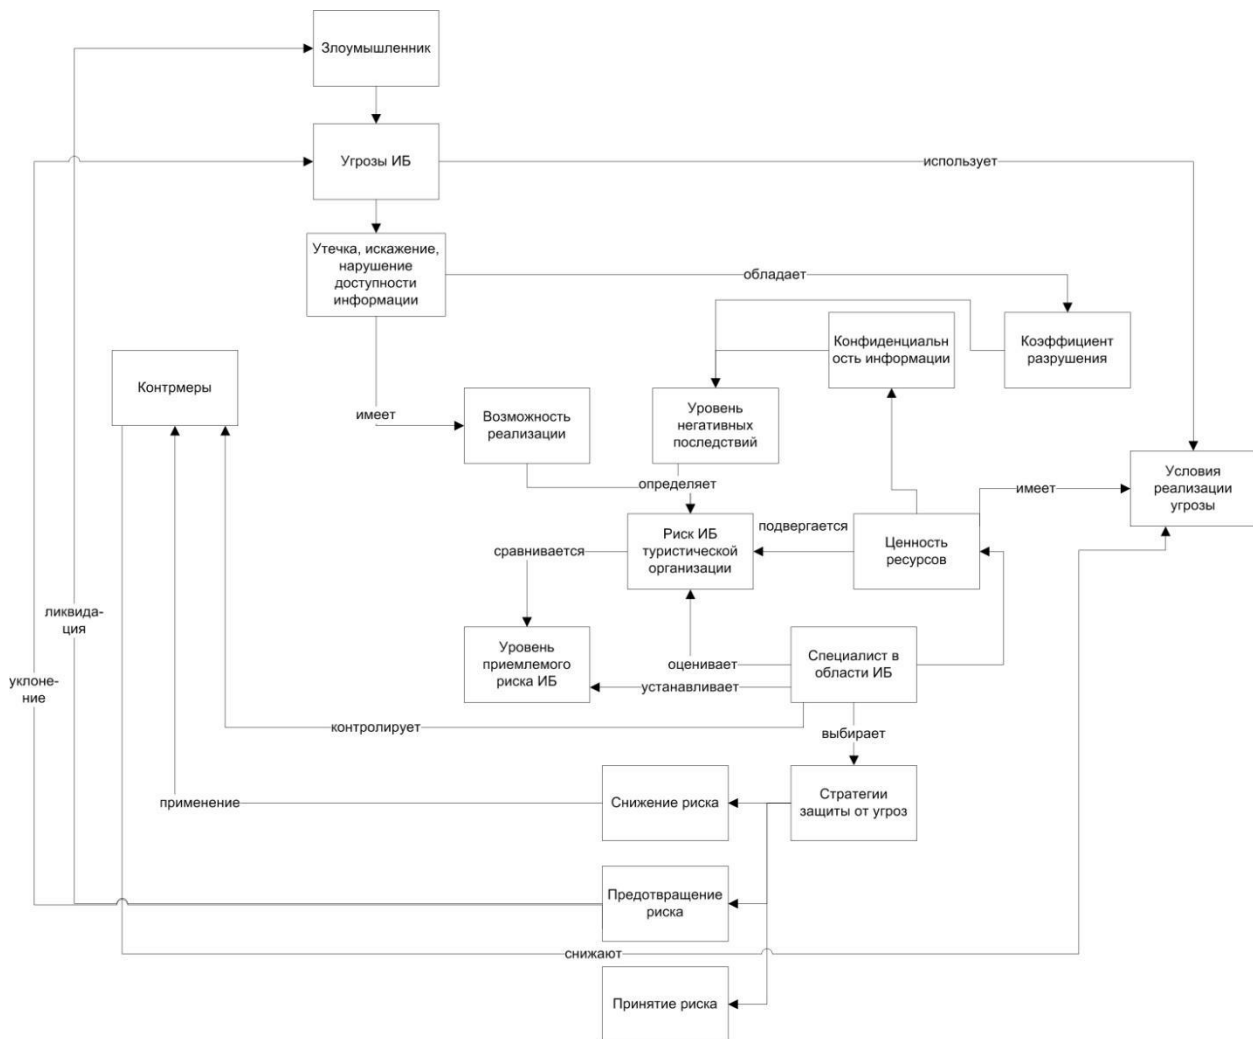 Злоумышленник
Угрозы ИБ
использует
Утечка, искажение,
нарушение
доступности
информации
обладает
Конфиденциальн
ость информации
Коэффициент
разрушения
Контрмеры
имеет
Возможность
реализации
Уровень
негативных
последствий
определяет
Условия
реализации
угрозы
имеет
подвергается
Риск ИБ
туристической
организации
Ценность
ресурсов
сравнивается
ликвида-
ция
Уровень
приемлемого
риска ИБ
оценивает
устанавливает
Специалист в
области ИБ
уклоне-
ние
контролирует
выбирает
применение
Снижение риска
Стратегии
защиты от угроз
Предотвращение
риска
снижают
Принятие риска